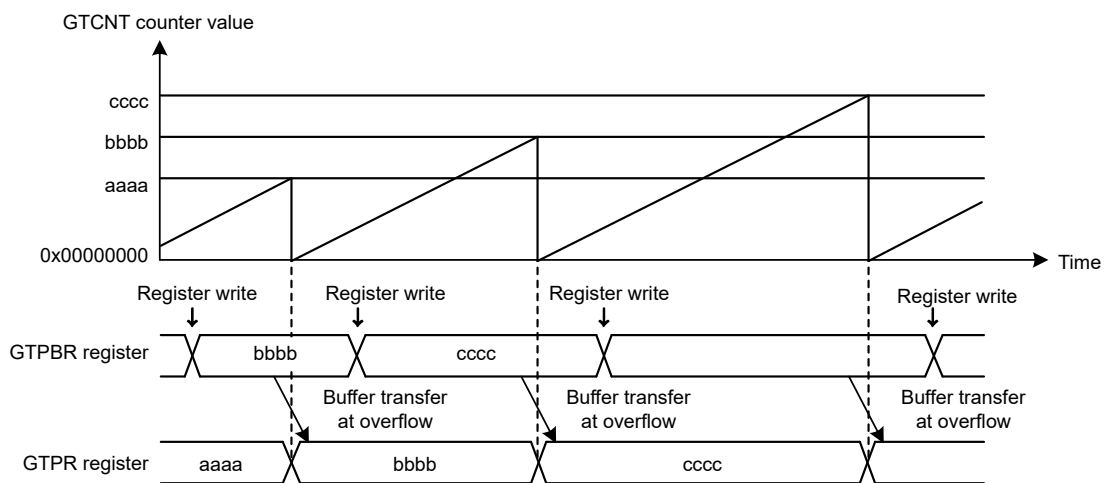 GTCNT counter value
cccc
bbbb
aaaa
0x00000000
Time
Register write
Register write
Register write
Register write
GTPBR register
bbbb
cccc
Buffer transfer
at overflow
Buffer transfer
at overflow
Buffer transfer
at overflow
GTPR register
aaaa
bbbb
cccc